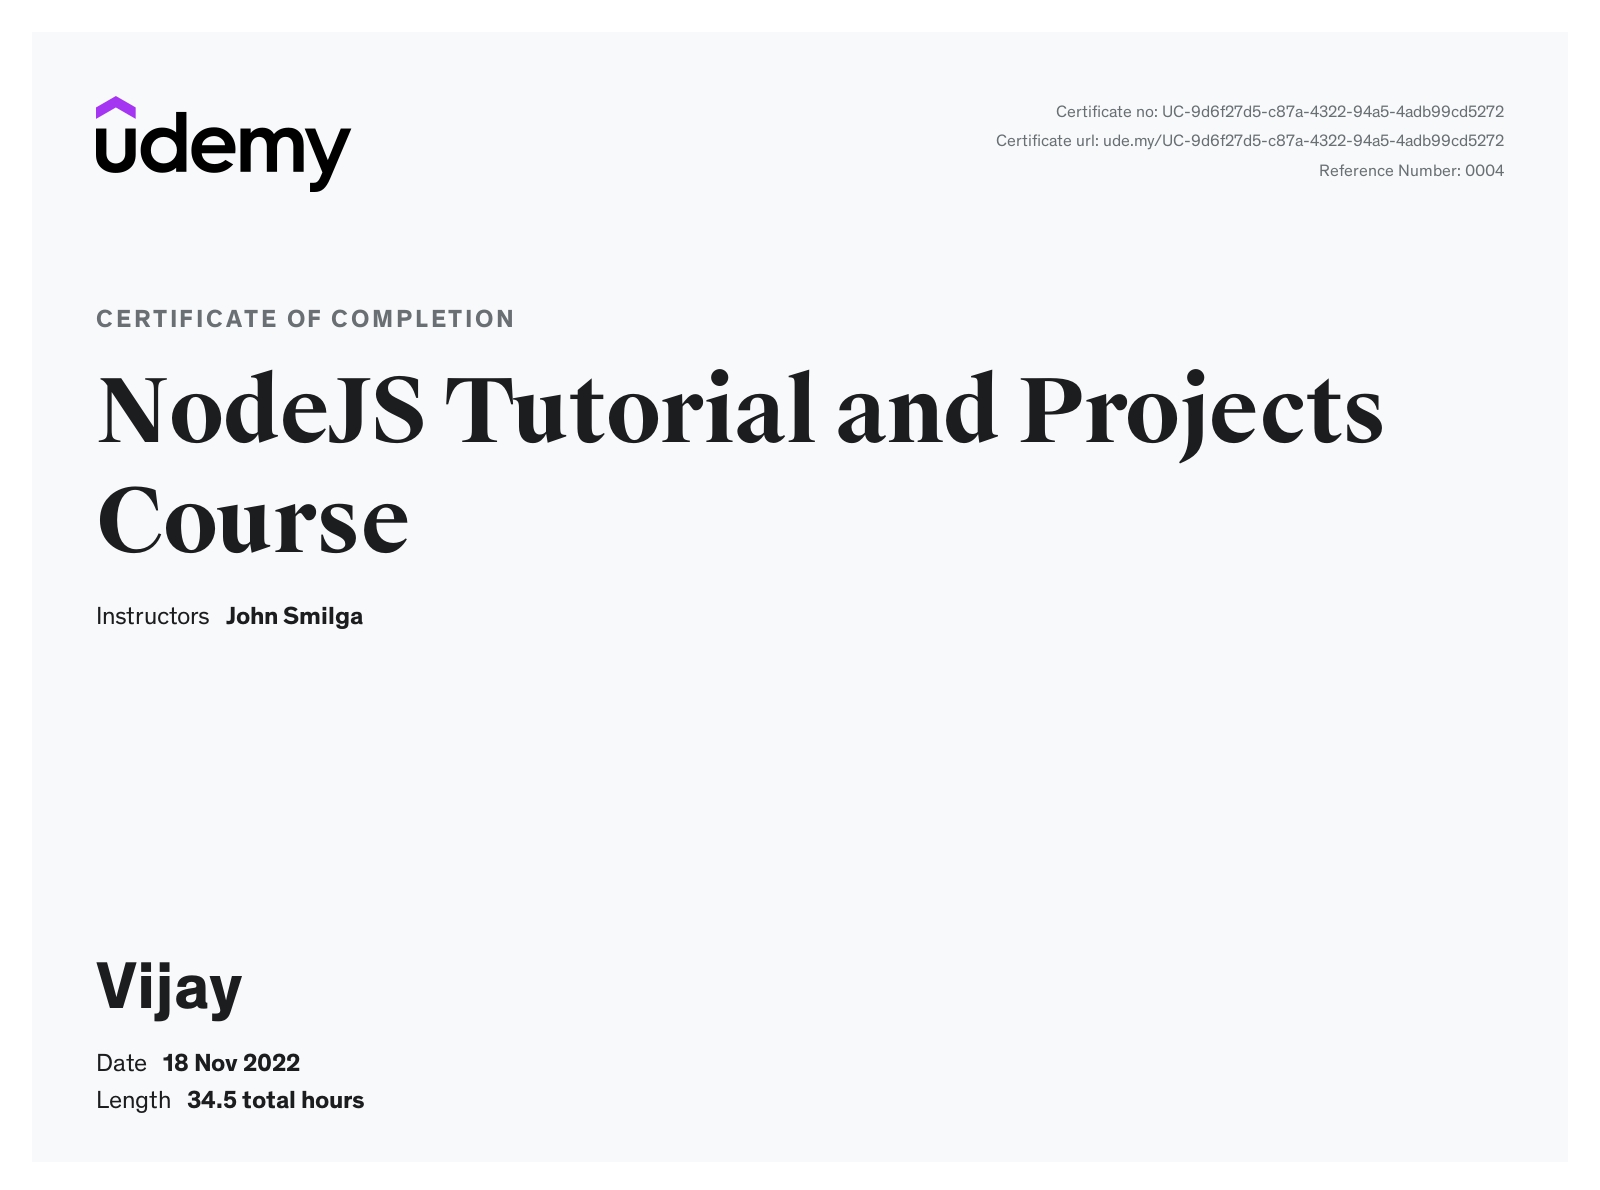 udemy
Certificate no: UC-9d6f27d5-c87a-4322-94a5-4adb99cd5272
Certificate url: ude.my/UC-9d6f27d5-c87a-4322-94a5-4adb99cd5272
Reference Number: 0004
CERTIFICATE OF COMPLETION
NodeJS Tutorial and Projects
Course
Instructors John Smilga
Vijay
Date 18 Nov 2022
Length 34.5 total hours